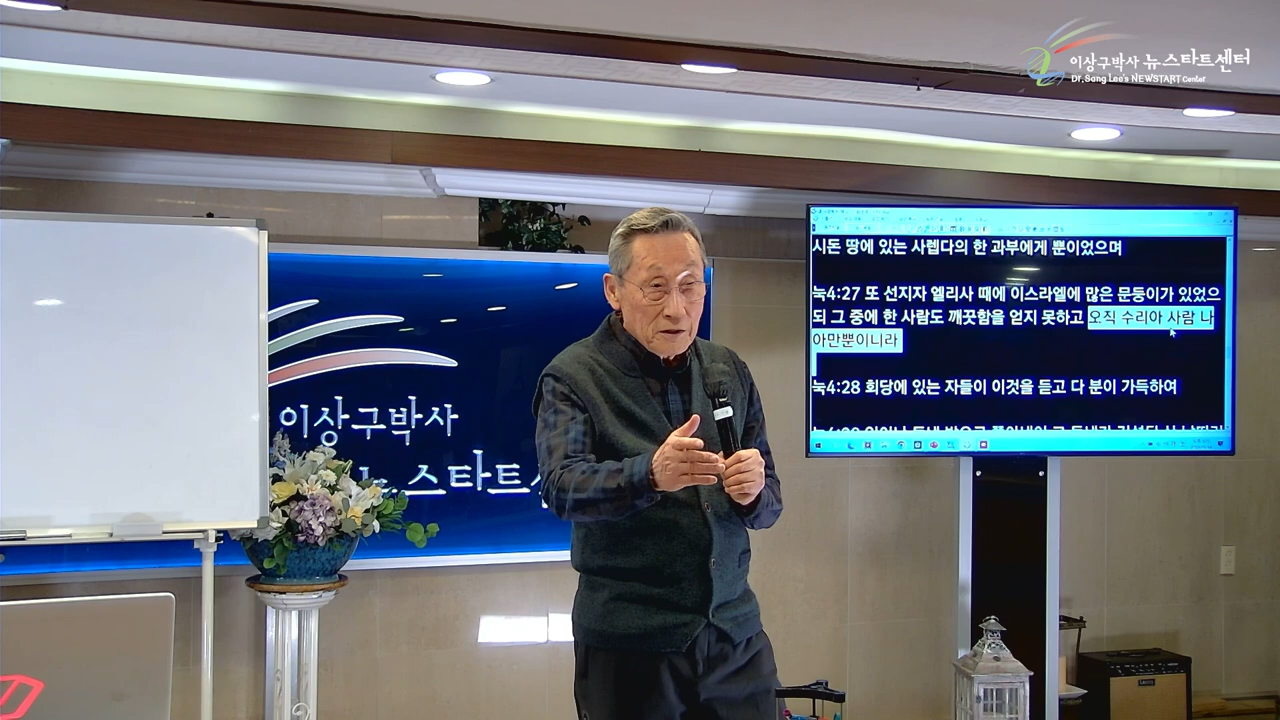 이상구박사 뉴스타트센터
Dr. Sang Lee's NEWSTART Center
시돈 땅에 있는 사렙다의 한 과부에게 뿐이었으며
눅4:27 또 선지자 엘리사 때에 이스라엘에 많은 문둥이가 있었으
되 그 중에 한 사람도 깨끗함을 얻지 못하고 오직 수리아 사람 나
아만뿐이니라
눅4:28 회당에 있는 자들이 이것을 듣고 다 분이 가득하여
이상구박사
뉴스타트